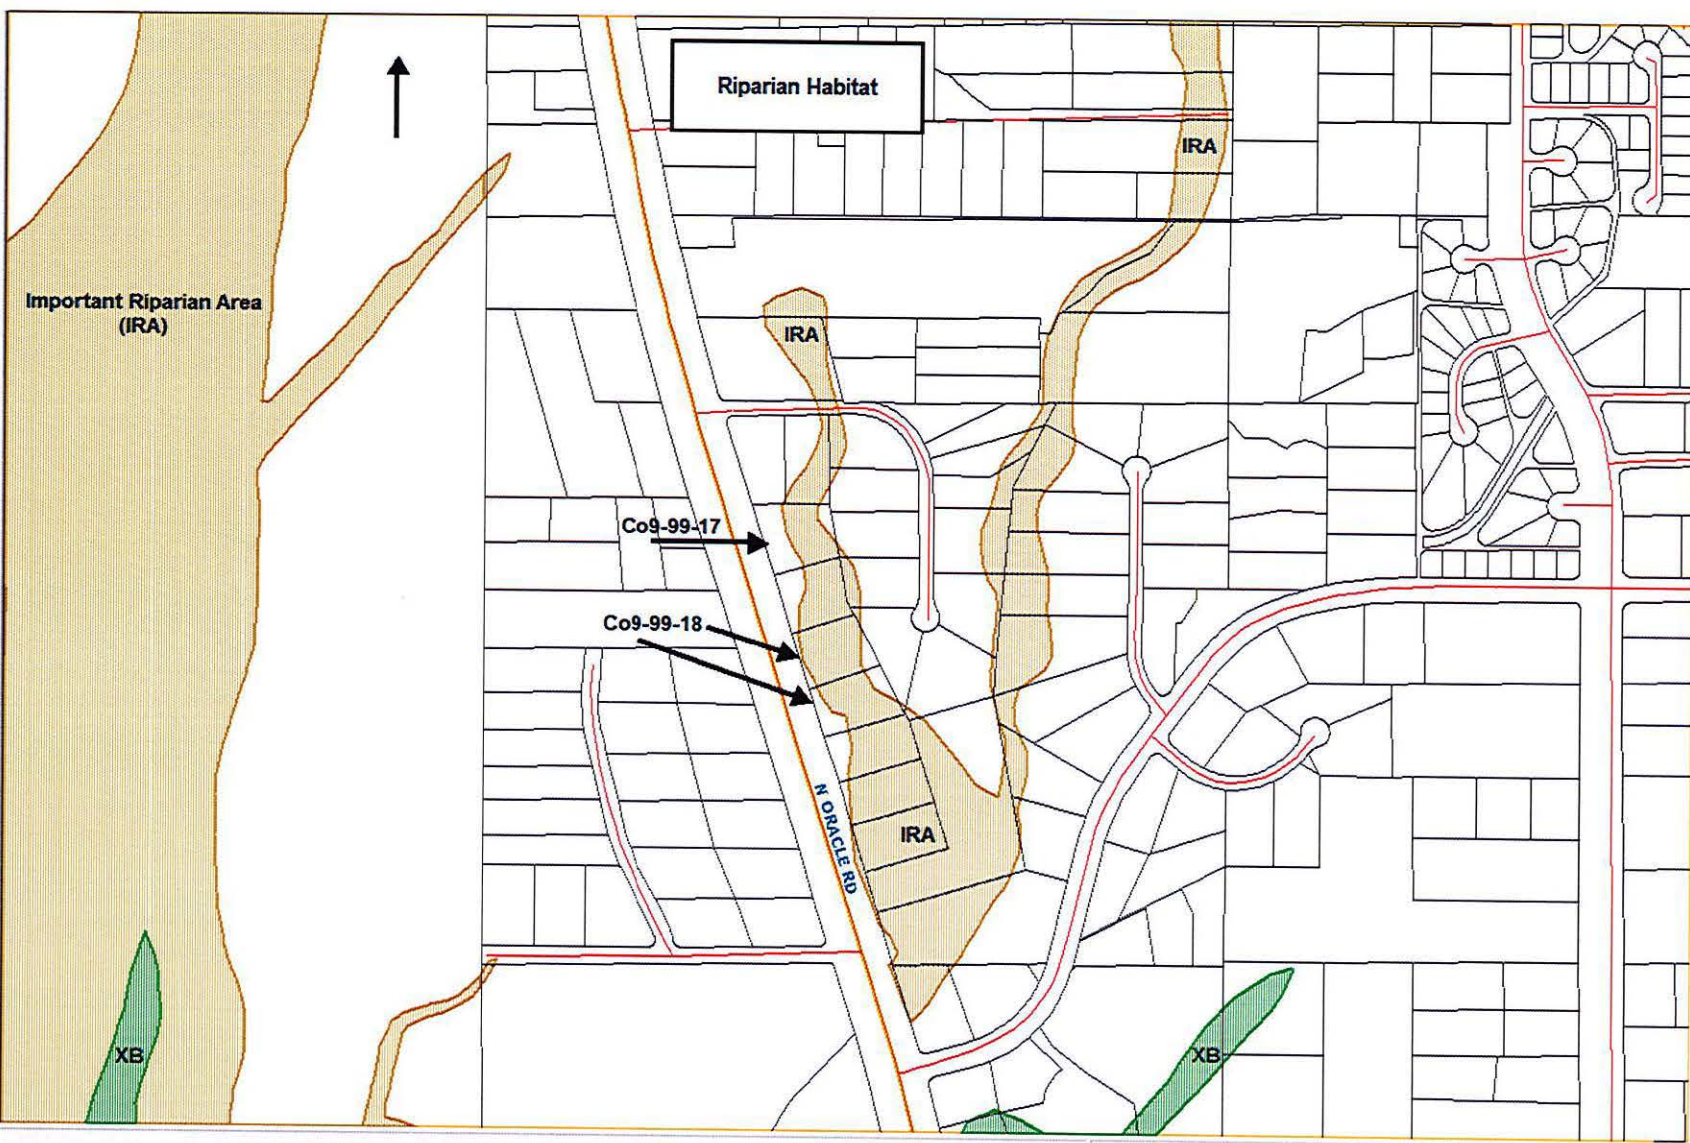 Riparian Habitat
IRA
Important Riparian Area
(IRA)
IRA
Co9-99-17
Co9-99-18
N ORACLE RD
IRA
XB
XB